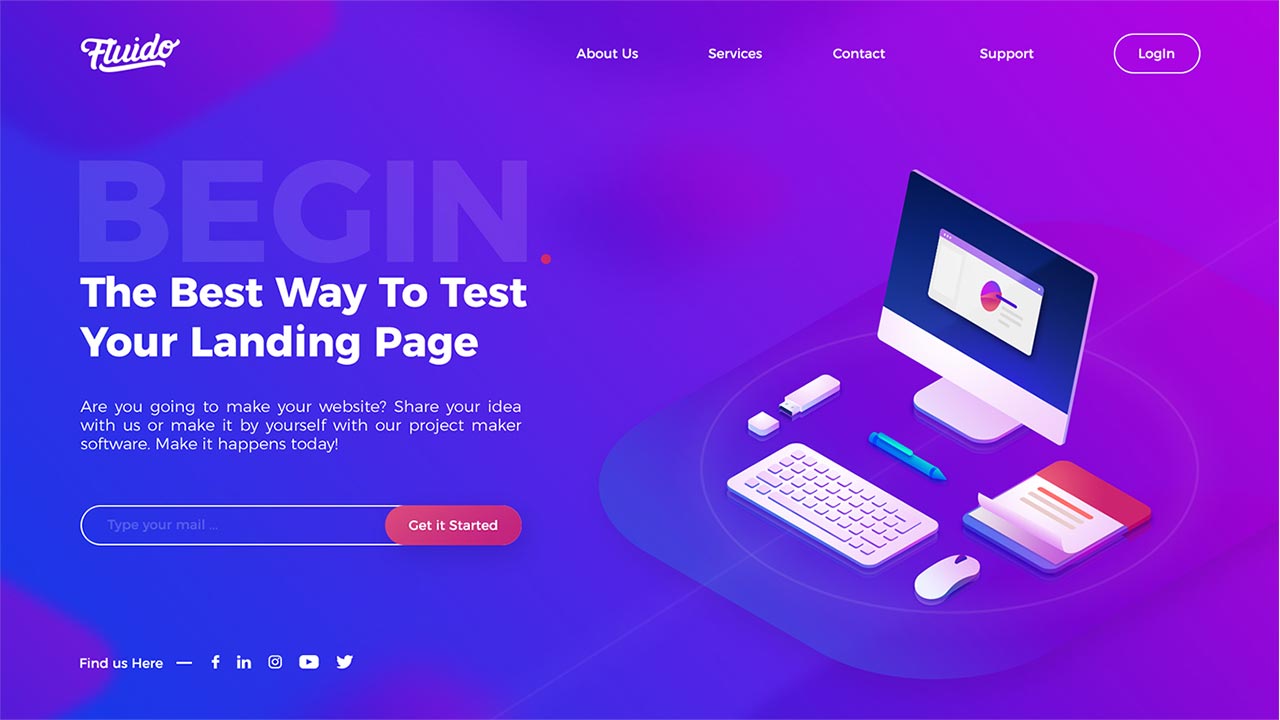 Fluido
About Us
Services
Contact
Support
LogIn
BEGIN.
The Best Way To Test
Your Landing Page
Are you going to make your website? Share your idea
with us or make it by yourself with our project maker
software. Make it happens today!
Type your mail ...
Get it Started
Find us Here